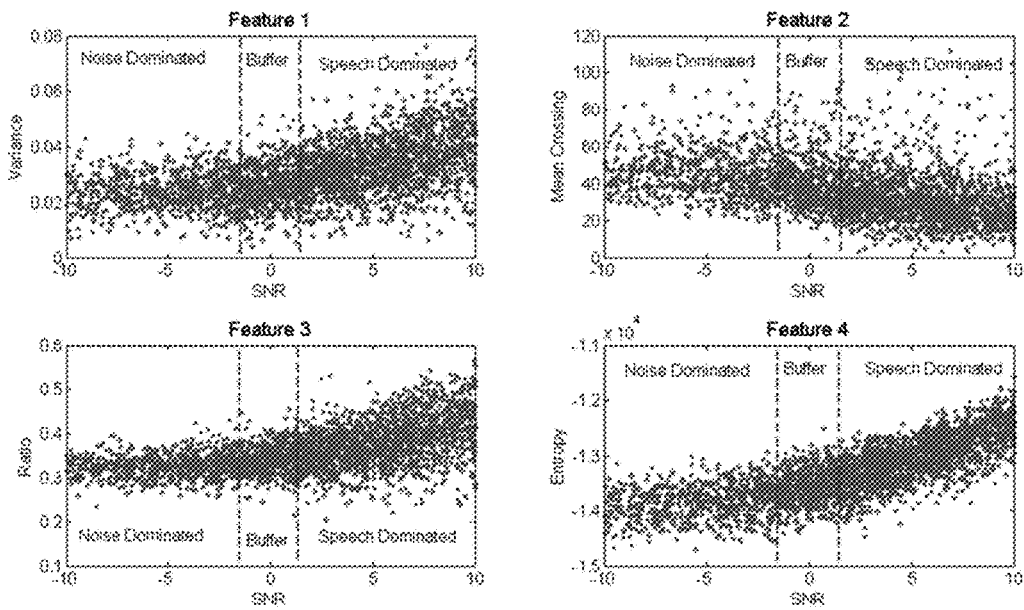 Feature 1
Noise Dominated
Buffer
Speech Dominated
0.08
0.06
0.04
0.02
0
Variance
-10
-5
0
5
10
SNR
Feature 2
Noise Dominated
Buffer
Speech Dominated
120
100
80
60
40
20
0
Mean Crossing
-10
-5
0
5
10
SNR
Feature 3
0.6
0.5
0.4
0.3
0.2
0.1
Ratio
Noise Dominated
Buffer
Speech Dominated
-10
-5
0
5
10
SNR
Feature 4
Noise Dominated
Buffer
Speech Dominated
-1.1
-1.2
-1.3
-1.4
-1.5
Entropy
-10
-5
0
5
10
SNR